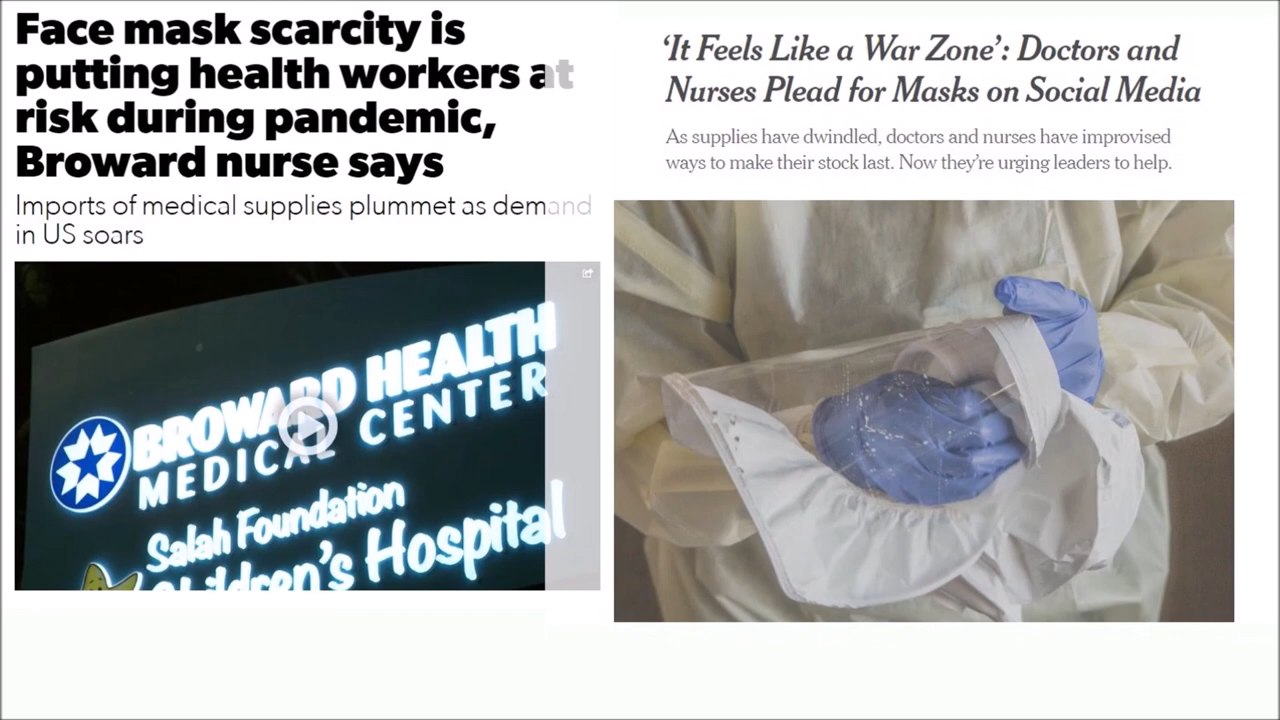 Face mask scarcity is
putting health workers at
risk during pandemic,
Broward nurse says
Imports of medical supplies plummet as demand
in US soars
BROWARD HEALTH
MEDICAL CENTER
Salah Foundation
Children's Hospital
‘It Feels Like a War Zone’: Doctors and
Nurses Plead for Masks on Social Media
As supplies have dwindled, doctors and nurses have improvised
ways to make their stock last. Now they’re urging leaders to help.